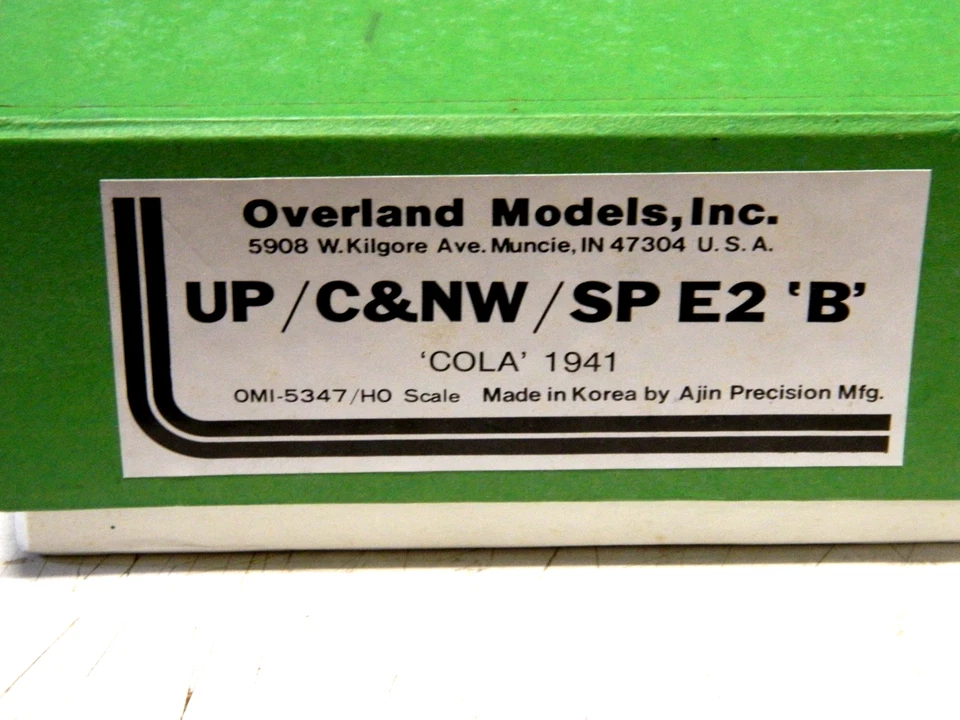 Overland Models, Inc.
5908 W. Kilgore Ave. Muncie, IN 47304 U. S. A.
UP/C&NW/SP E2 'B'
'COLA' 1941
OMI-5347/HO Scale Made in Korea by Ajin Precision Mfg.